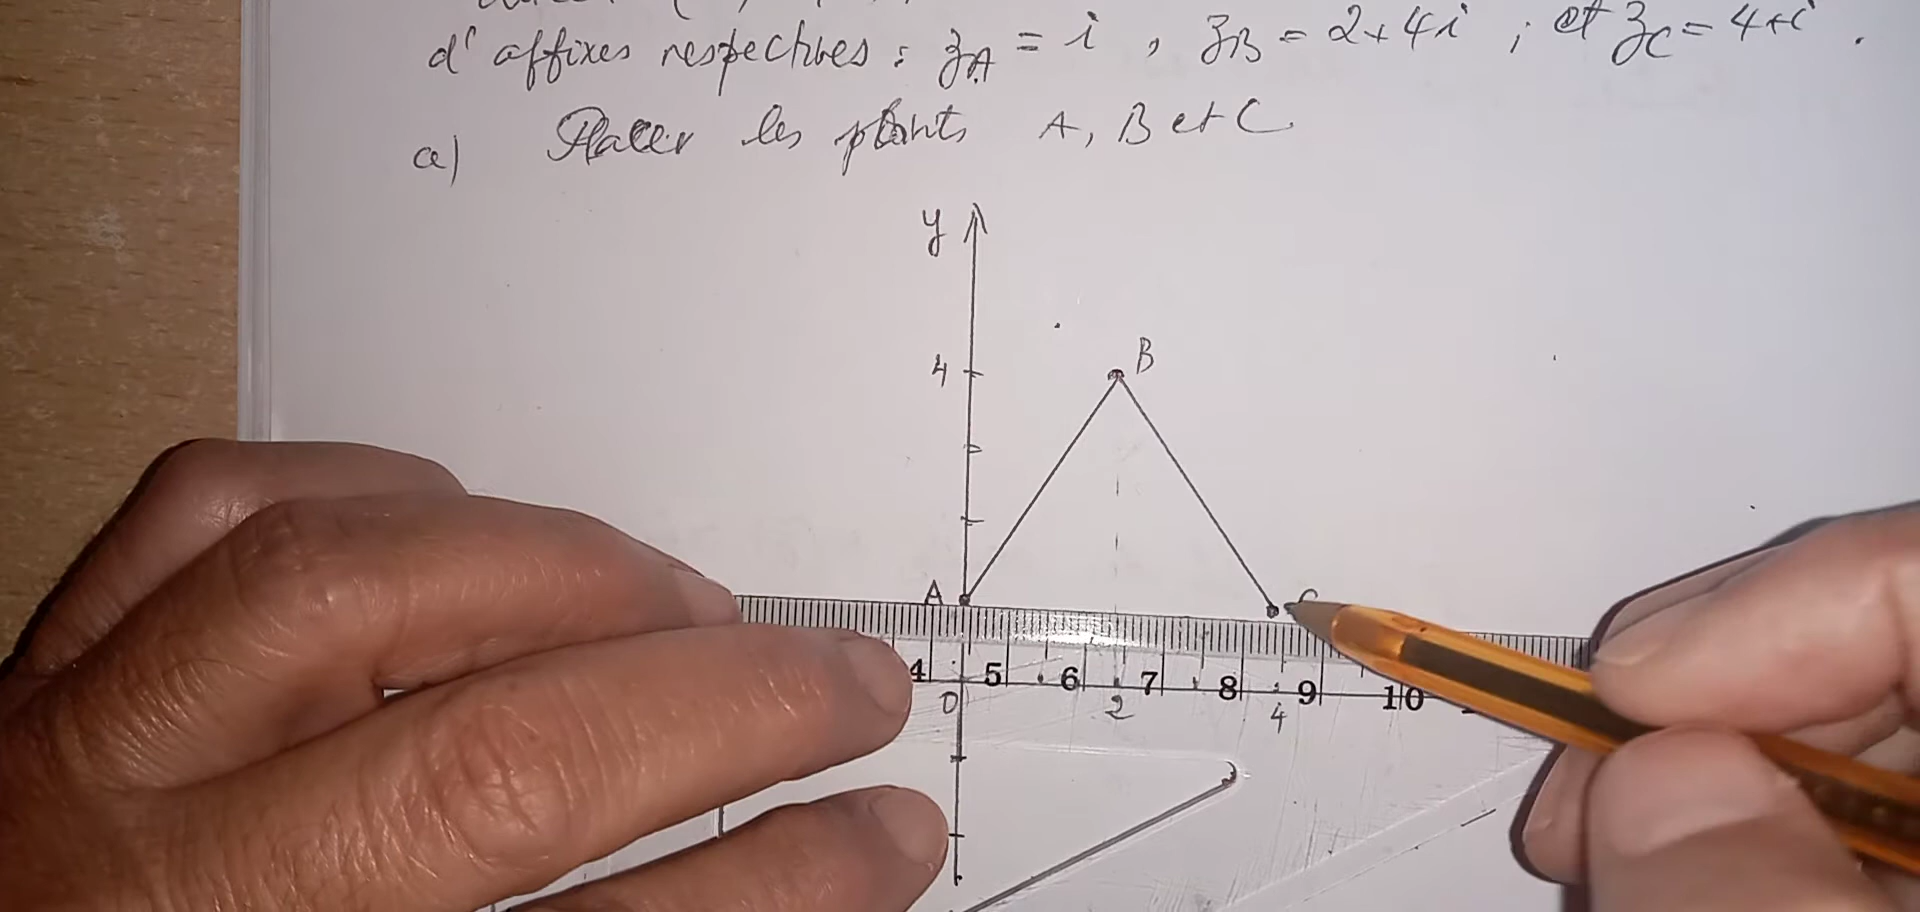 d' affixes respectives : zA = i , zB = 2+4i ; et zC = 4+i .
a) Placer les points A, B et C
y
4
B
A
C
4 5 6 7 8 9 10
0 2 4